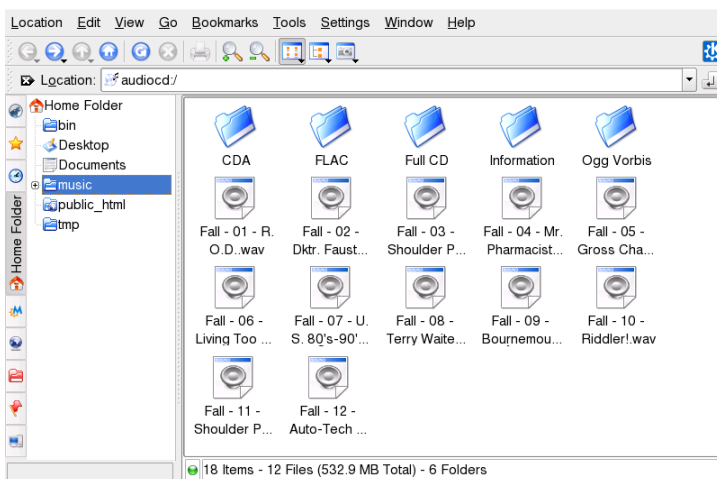 Location Edit View Go Bookmarks Tools Settings Window Help
Location: audiocd:/
Home Folder
Home Folder
bin
Desktop
Documents
music
public_html
tmp
CDA FLAC Full CD Information Ogg Vorbis
Fall - 01 - R. Fall - 02 - Fall - 03 - Fall - 04 - Mr. Fall - 05 -
O.D..wav Dktr. Faust... Shoulder P... Pharmacist... Gross Cha...
Fall - 06 - Fall - 07 - U. Fall - 08 - Fall - 09 - Fall - 10 -
Living Too ... S. 80's-90'... Terry Waite... Bournemou... Riddler!.wav
Fall - 11 - Fall - 12 -
Shoulder P... Auto-Tech ...
18 Items - 12 Files (532.9 MB Total) - 6 Folders